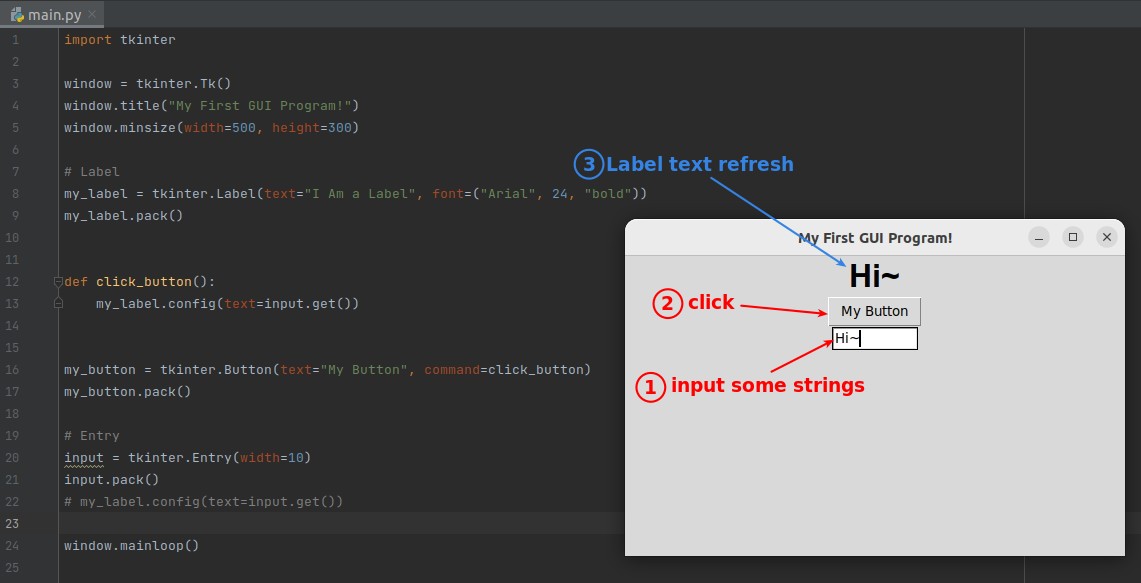 main.py
1 import tkinter
2
3 window = tkinter.Tk()
4 window.title("My First GUI Program!")
5 window.minsize(width=500, height=300)
6
7 # Label
8 my_label = tkinter.Label(text="I Am a Label", font=("Arial", 24, "bold"))
9 my_label.pack()
10
11
12 def click_button():
13     my_label.config(text=input.get())
14
15
16 my_button = tkinter.Button(text="My Button", command=click_button)
17 my_button.pack()
18
19 # Entry
20 input = tkinter.Entry(width=10)
21 input.pack()
22 # my_label.config(text=input.get())
23
24 window.mainloop()
25
③ Label text refresh
My First GUI Program!
Hi~
② click
My Button
Hi~
① input some strings